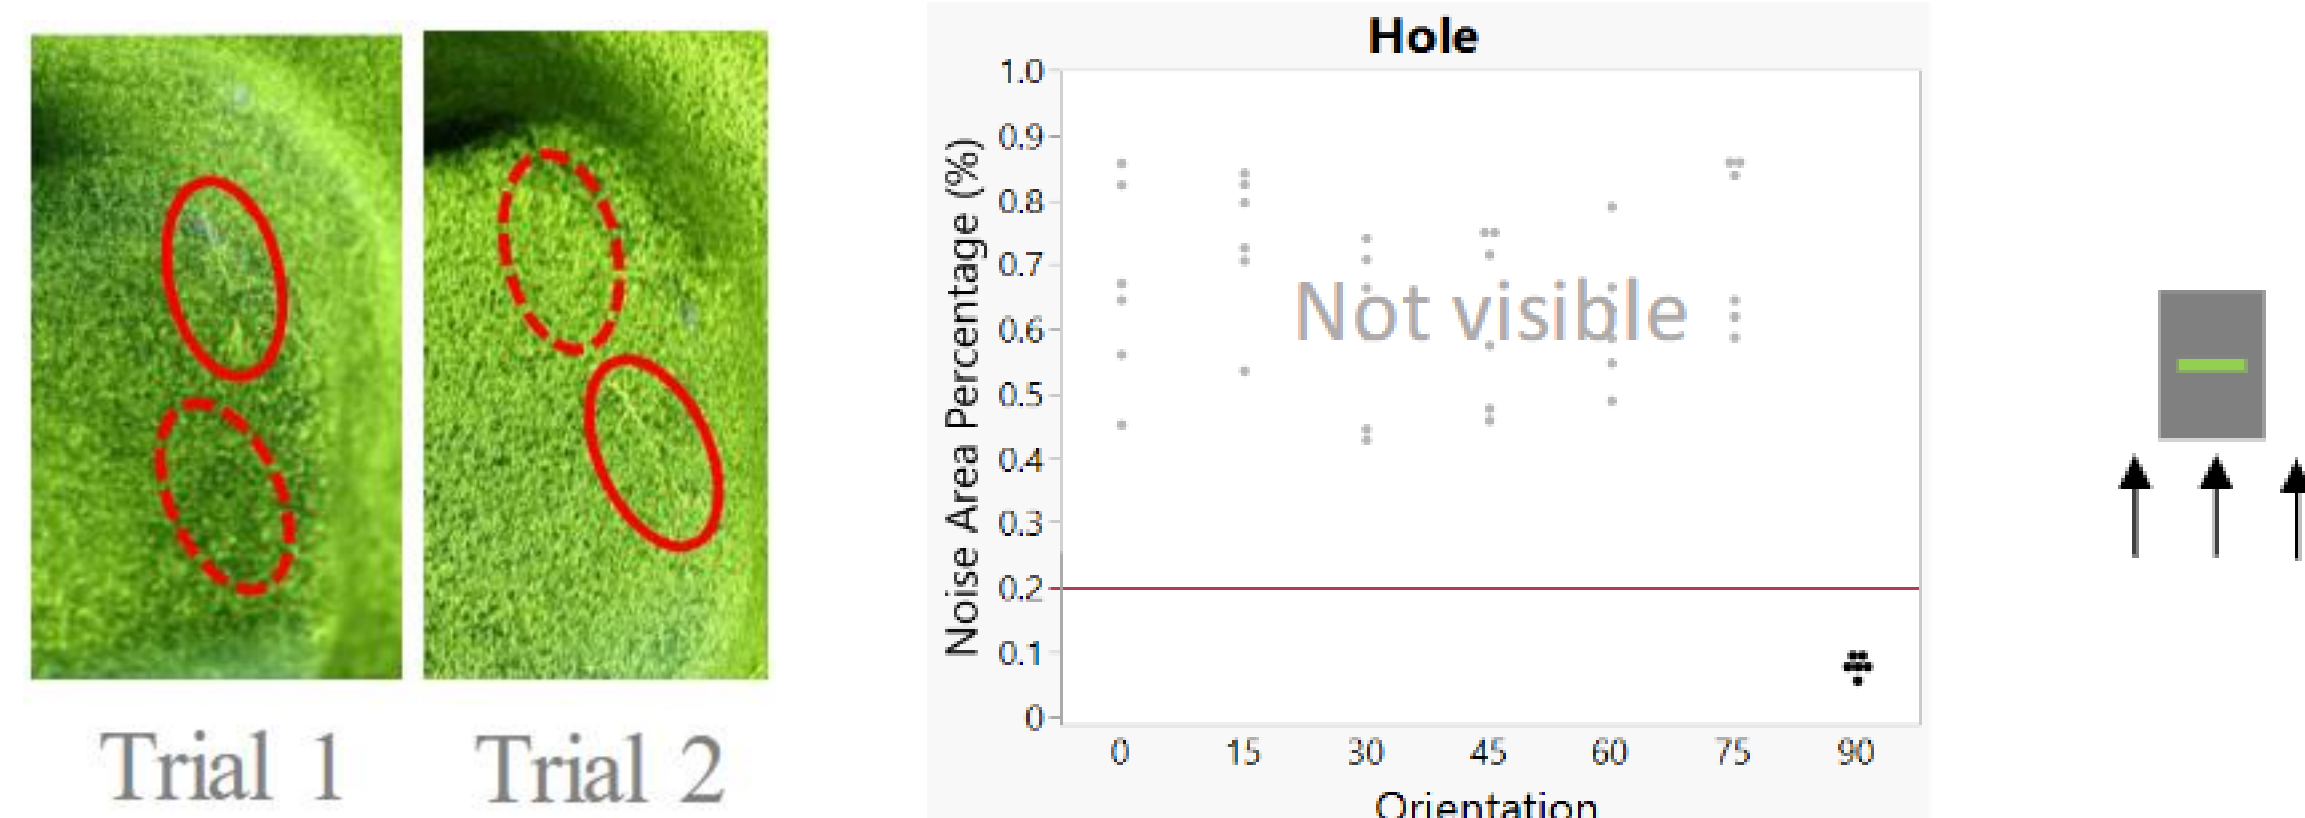 Trial 1
Trial 2
Hole
Noise Area Percentage (%)
1.0
0.9
0.8
0.7
0.6
0.5
0.4
0.3
0.2
0.1
0
Not visible
0 15 30 45 60 75 90
Orientation